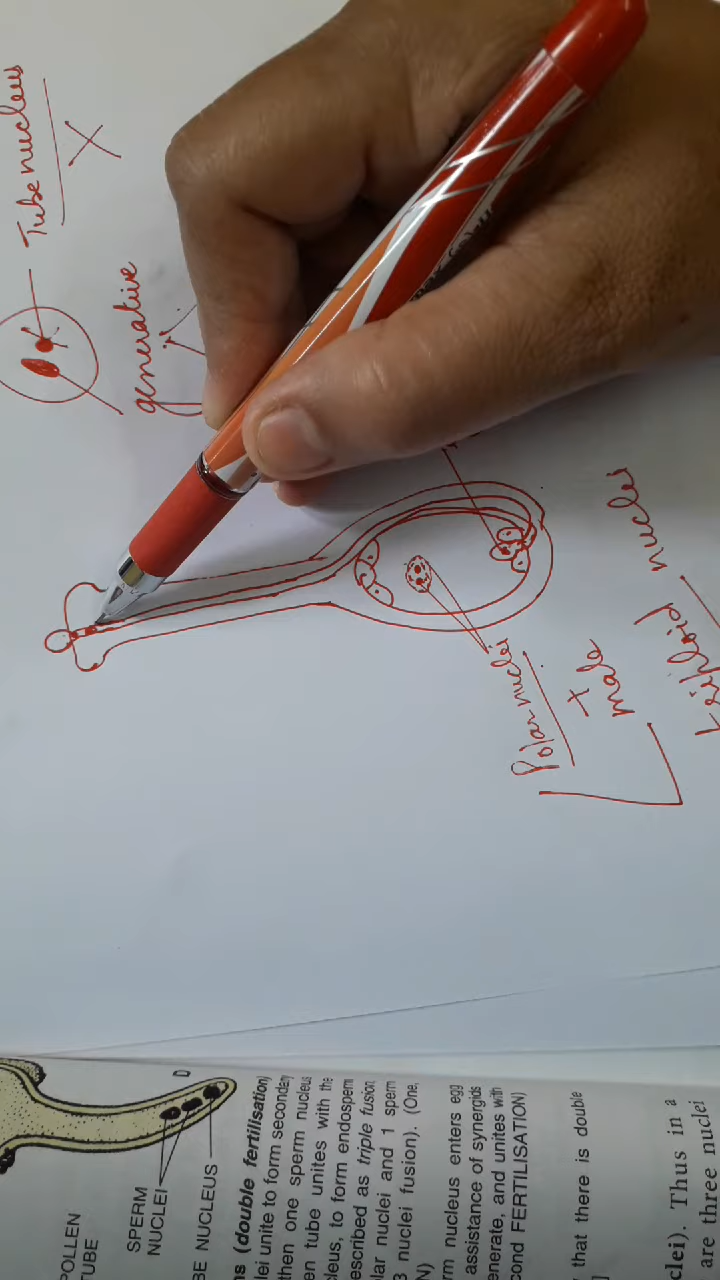 Tube nucleus
X
generative
Polar nuclei
+
male
triploid nuclei
D
SPERM
NUCLEI
BE NUCLEUS
POLLEN
TUBE
(double fertilisation)
lei unite to form secondary
then one sperm nucleus
en tube unites with the
cleus, to form endosperm
escribed as triple fusion
lar nuclei and 1 sperm
3 nuclei fusion). (One,
rm nucleus enters egg
assistance of synergids
enerate, and unites with
cond FERTILISATION)
that there is double
clei). Thus in a
are three nuclei